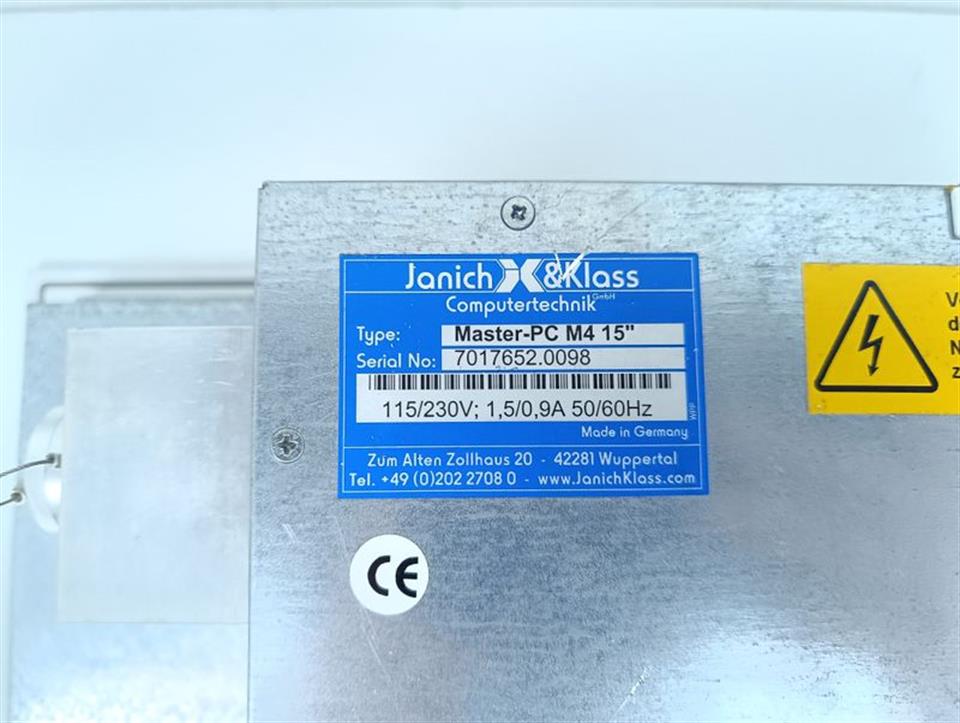 Janich & Klass
Computertechnik GmbH
Type: Master-PC M4 15"
Serial No: 7017652.0098
115/230V; 1,5/0,9A 50/60Hz
WPP
Made in Germany
Zum Alten Zollhaus 20 - 42281 Wuppertal
Tel. +49 (0)202 2708 0 - www.JanichKlass.com
CE